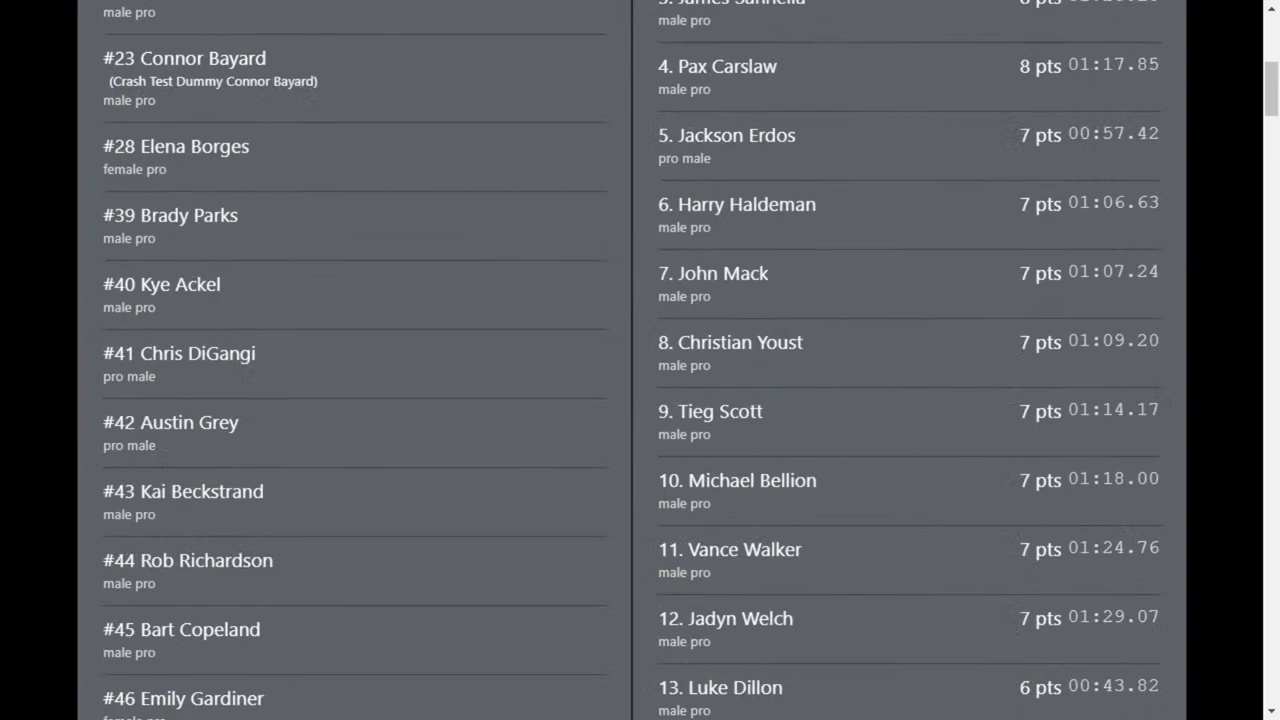 male pro
#23 Connor Bayard
(Crash Test Dummy Connor Bayard)
male pro
#28 Elena Borges
female pro
#39 Brady Parks
male pro
#40 Kye Ackel
male pro
#41 Chris DiGangi
pro male
#42 Austin Grey
pro male
#43 Kai Beckstrand
male pro
#44 Rob Richardson
male pro
#45 Bart Copeland
male pro
#46 Emily Gardiner
male pro
4. Pax Carslaw 8 pts 01:17.85
male pro
5. Jackson Erdos 7 pts 00:57.42
pro male
6. Harry Haldeman 7 pts 01:06.63
male pro
7. John Mack 7 pts 01:07.24
male pro
8. Christian Youst 7 pts 01:09.20
male pro
9. Tieg Scott 7 pts 01:14.17
male pro
10. Michael Bellion 7 pts 01:18.00
male pro
11. Vance Walker 7 pts 01:24.76
male pro
12. Jadyn Welch 7 pts 01:29.07
male pro
13. Luke Dillon 6 pts 00:43.82
male pro